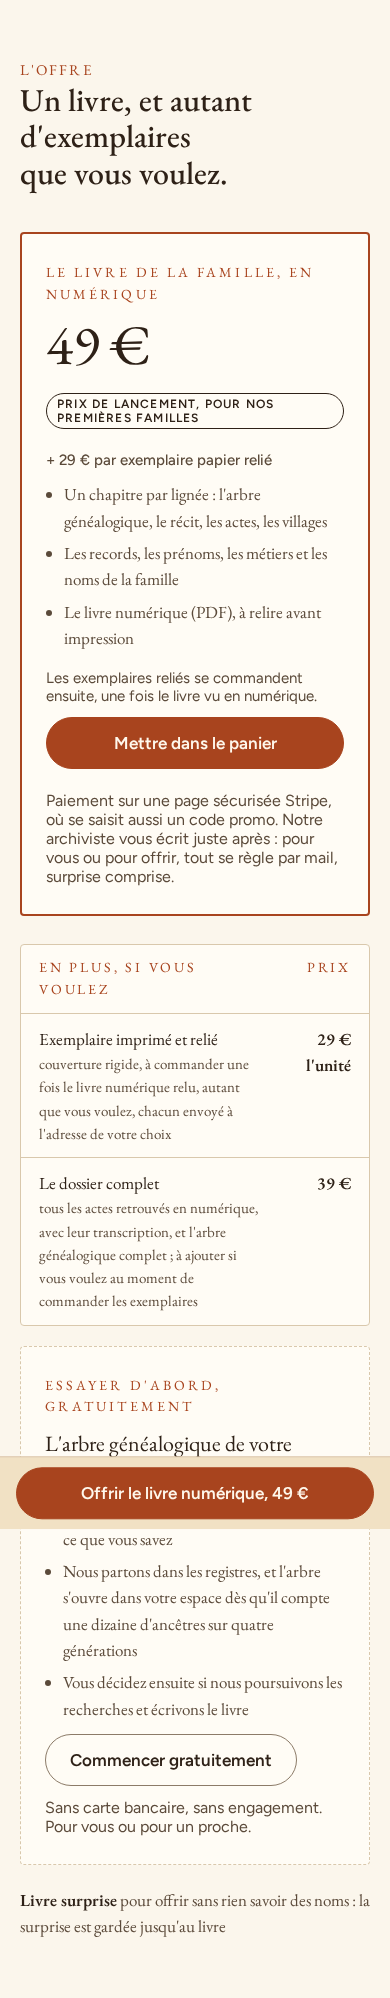 L'OFFRE
Un livre, et autant
d'exemplaires
que vous voulez.
LE LIVRE DE LA FAMILLE, EN
NUMÉRIQUE
49 €
PRIX DE LANCEMENT, POUR NOS
PREMIÈRES FAMILLES
+ 29 € par exemplaire papier relié
• Un chapitre par lignée : l'arbre
généalogique, le récit, les actes, les villages
• Les records, les prénoms, les métiers et les
noms de la famille
• Le livre numérique (PDF), à relire avant
impression
Les exemplaires reliés se commandent
ensuite, une fois le livre vu en numérique.
Mettre dans le panier
Paiement sur une page sécurisée Stripe,
où se saisit aussi un code promo. Notre
archiviste vous écrit juste après : pour
vous ou pour offrir, tout se règle par mail,
surprise comprise.
EN PLUS, SI VOUS
VOULEZ
PRIX
Exemplaire imprimé et relié
couverture rigide, à commander une
fois le livre numérique relu, autant
que vous voulez, chacun envoyé à
l'adresse de votre choix
29 €
l'unité
Le dossier complet
tous les actes retrouvés en numérique,
avec leur transcription, et l'arbre
généalogique complet ; à ajouter si
vous voulez au moment de
commander les exemplaires
39 €
ESSAYER D'ABORD,
GRATUITEMENT
L'arbre généalogique de votre
Offrir le livre numérique, 49 €
ce que vous savez
• Nous partons dans les registres, et l'arbre
s'ouvre dans votre espace dès qu'il compte
une dizaine d'ancêtres sur quatre
générations
• Vous décidez ensuite si nous poursuivons les
recherches et écrivons le livre
Commencer gratuitement
Sans carte bancaire, sans engagement.
Pour vous ou pour un proche.
Livre surprise pour offrir sans rien savoir des noms : la
surprise est gardée jusqu'au livre